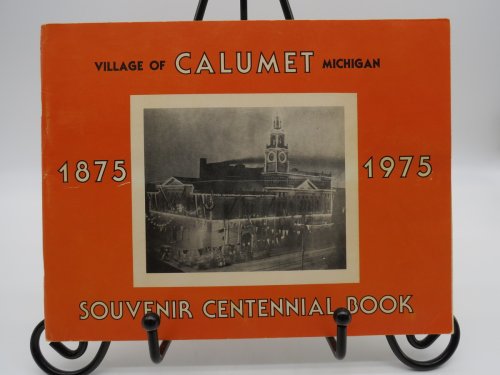 VILLAGE OF CALUMET MICHIGAN
1875 1975
SOUVENIR CENTENNIAL BOOK